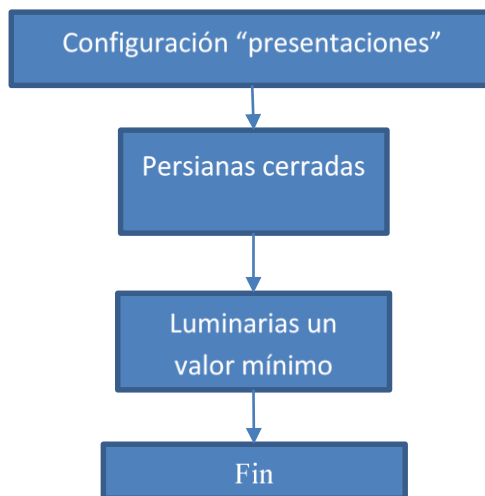 Configuración “presentaciones”
Persianas cerradas
Luminarias un
valor mínimo
Fin